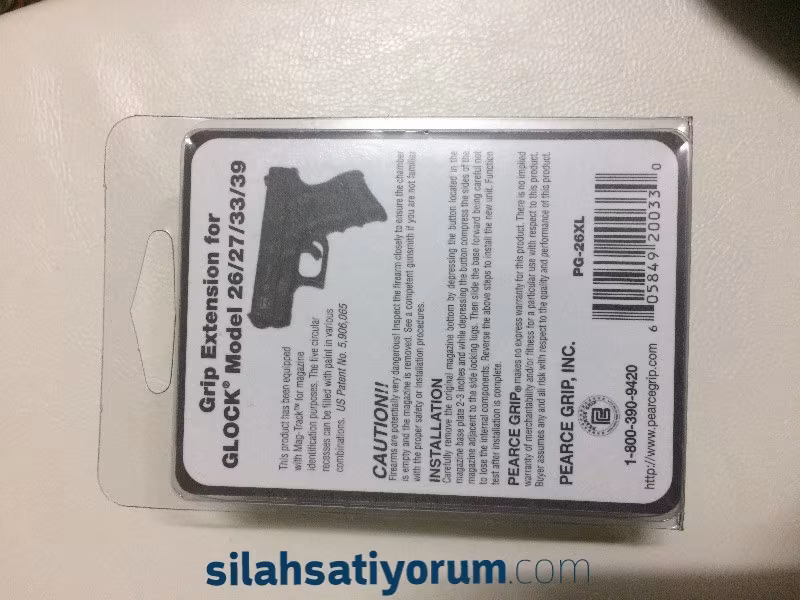 Grip Extension for
GLOCK® Model 26/27/33/39
This product has been equipped
with Mag-Track™ for magazine
identification purposes. The five circular
recesses can be filled with paint in various
combinations. US Patent No. 5,906,065
CAUTION!!
Firearms are potentially very dangerous! Inspect the firearm closely to ensure the chamber
is empty and the magazine is removed. See a competent gunsmith if you are not familiar
with the proper safety or installation procedures.
INSTALLATION
Carefully remove the original magazine bottom by depressing the button located in the
magazine base plate 2-3 inches and while depressing the button compress the sides of the
magazine adjacent to the side locking lugs. Then slide the base forward being careful not
to lose the internal components. Reverse the above steps to install the new unit. Function
test after installation is complete.
PEARCE GRIP® makes no express warranty for this product. There is no implied
warranty of merchantability and/or fitness for a particular use with respect to this product.
Buyer assumes any and all risk with respect to the quality and performance of this product.
PEARCE GRIP, INC.
PG-26XL
1-800-390-9420
http://www.pearcegrip.com
6 05849 20033 0
silahsatiyorum.com